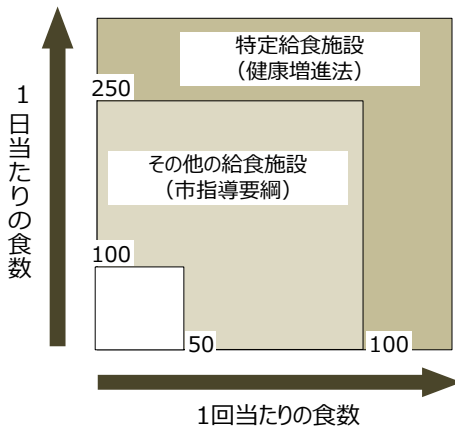 特定給食施設
（健康増進法）
250
その他の給食施設
（市指導要綱）
100
50
100
1日当たりの食数
1回当たりの食数